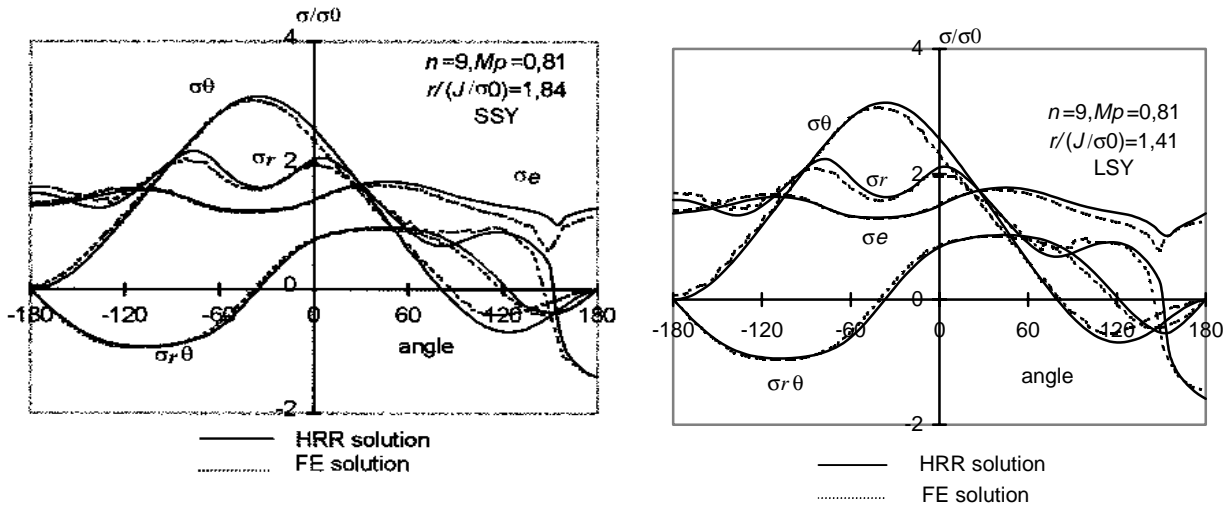 σ/σ0
4
n=9,Mp=0,81
r/(J/σ0)=1,84
SSY
σθ
σr
2
σe
0
-180
-120
-60
0
60
120
180
angle
σrθ
-2
HRR solution
FE solution
σ/σ0
4
n=9,Mp=0,81
r/(J/σ0)=1,41
LSY
σθ
σr
2
σe
0
-180
-120
-60
0
60
120
180
σrθ
angle
-2
HRR solution
FE solution